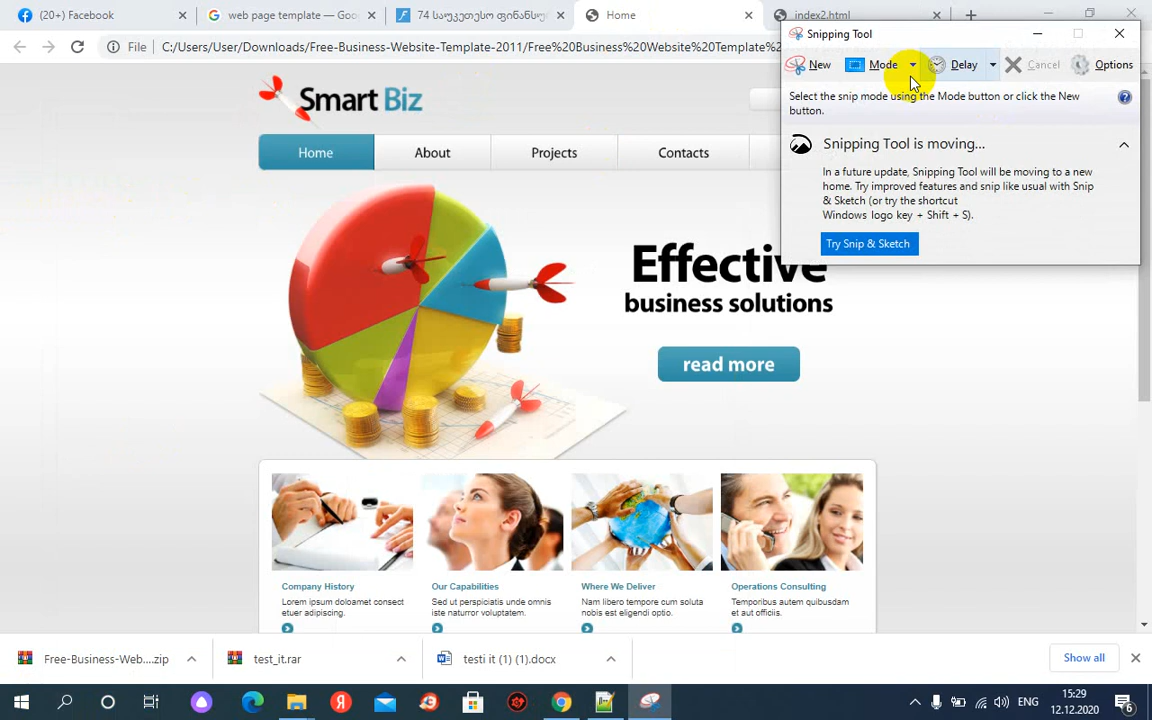 (20+) Facebook
web page template — Goo
74 საუკეთესო ფინანსურ
Home
index2.html
File
C:/Users/User/Downloads/Free-Business-Website-Template-2011/Free%20Business%20Website%20Template%
Snipping Tool
New
Mode
Delay
Cancel
Options
Select the snip mode using the Mode button or click the New
button.
Snipping Tool is moving...
In a future update, Snipping Tool will be moving to a new
home. Try improved features and snip like usual with Snip
& Sketch (or try the shortcut
Windows logo key + Shift + S).
Try Snip & Sketch
Smart Biz
Home
About
Projects
Contacts
Effective
business solutions
read more
Company History
Lorem ipsum doloamet consect
etuer adipiscing.
Our Capabilities
Sed ut perspiciatis unde omnis
iste naturror voluptatem.
Where We Deliver
Nam libero tempore cum soluta
nobis est eligendi optio.
Operations Consulting
Temporibus autem quibusdam
et aut officiis.
Free-Business-Web....zip
test_it.rar
testi it (1) (1).docx
Show all
ENG
15:29
12.12.2020
6